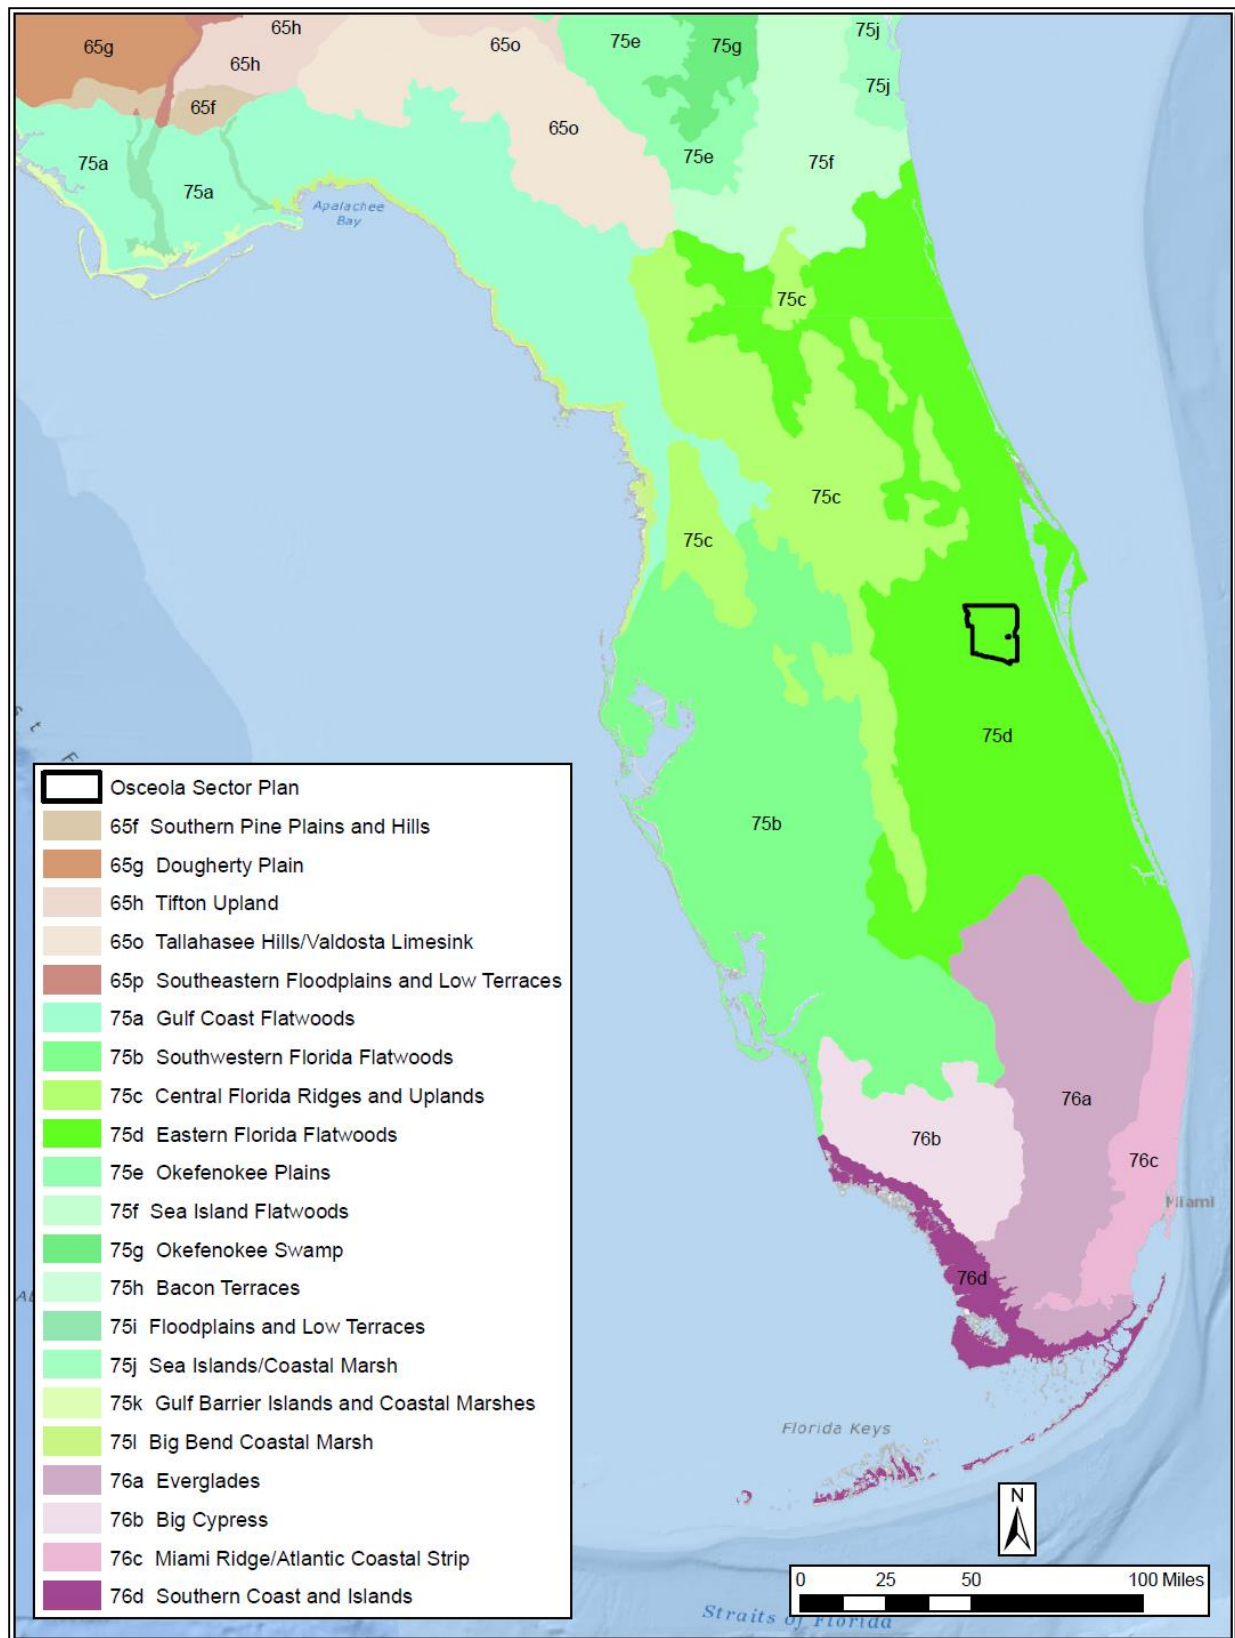 65g
65h
65h
65o
75e
75g
75j
75j
65f
65o
75a
75a
75e
75f
Apalachee
Bay
75c
75c
75c
75d
75b
76a
76b
76c
Miami
76d
Florida Keys
Straits of Florida
Osceola Sector Plan
65f Southern Pine Plains and Hills
65g Dougherty Plain
65h Tifton Upland
65o Tallahasee Hills/Valdosta Limesink
65p Southeastern Floodplains and Low Terraces
75a Gulf Coast Flatwoods
75b Southwestern Florida Flatwoods
75c Central Florida Ridges and Uplands
75d Eastern Florida Flatwoods
75e Okefenokee Plains
75f Sea Island Flatwoods
75g Okefenokee Swamp
75h Bacon Terraces
75i Floodplains and Low Terraces
75j Sea Islands/Coastal Marsh
75k Gulf Barrier Islands and Coastal Marshes
75l Big Bend Coastal Marsh
76a Everglades
76b Big Cypress
76c Miami Ridge/Atlantic Coastal Strip
76d Southern Coast and Islands
N
0 25 50 100 Miles